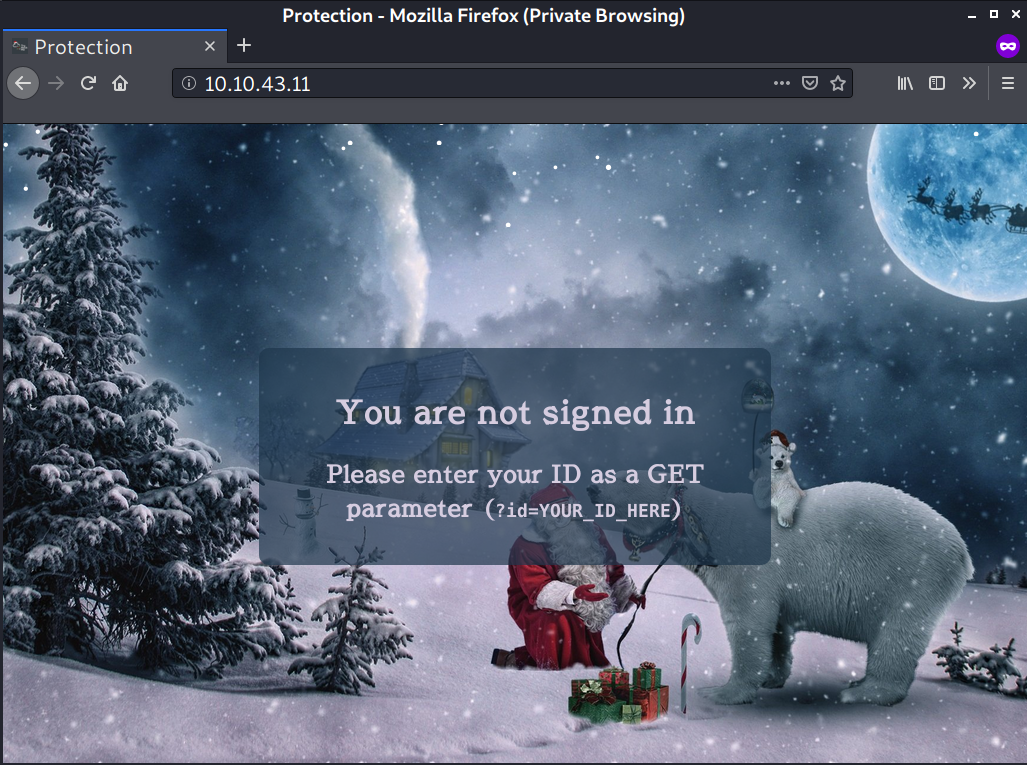 Protection - Mozilla Firefox (Private Browsing)
Protection
10.10.43.11
You are not signed in
Please enter your ID as a GET
parameter (?id=YOUR_ID_HERE)